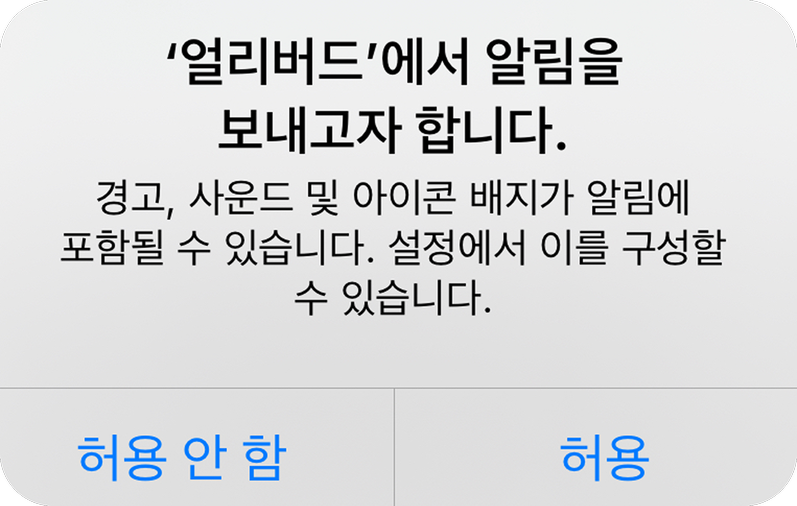 ‘얼리버드’에서 알림을
보내고자 합니다.
경고, 사운드 및 아이콘 배지가 알림에
포함될 수 있습니다. 설정에서 이를 구성할
수 있습니다.
허용 안 함
허용